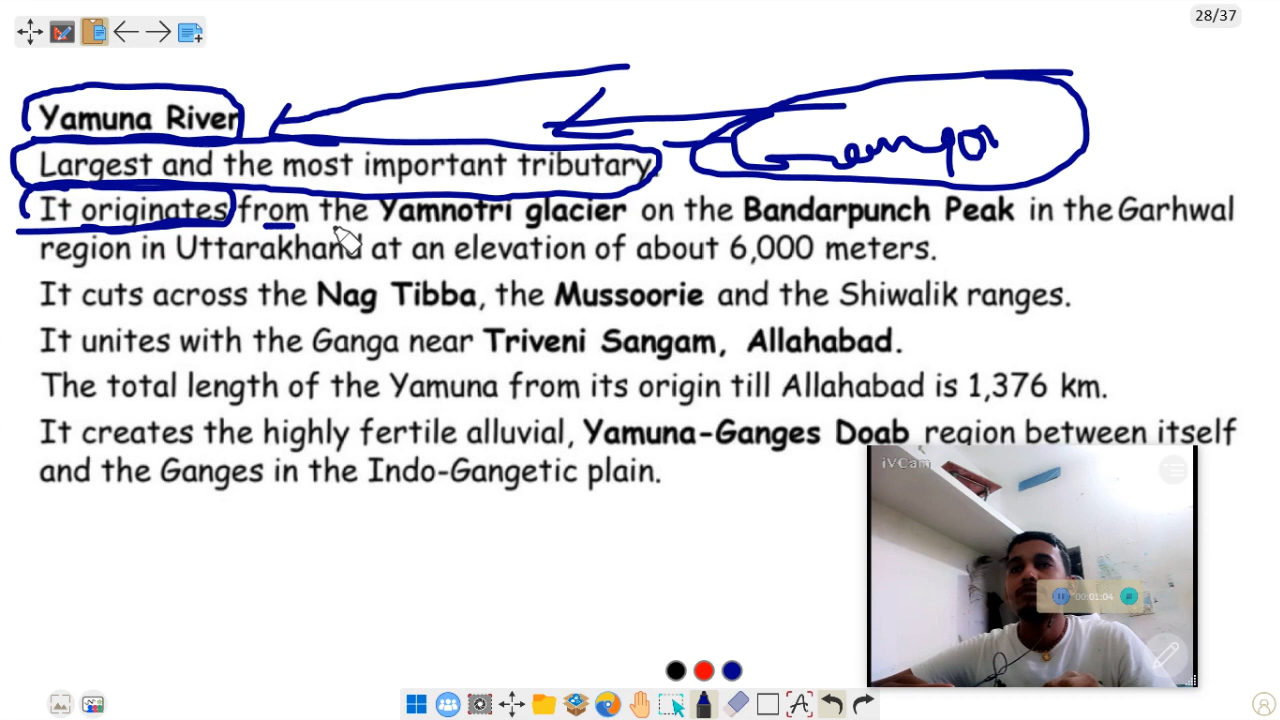 28/37
Yamuna River
Largest and the most important tributary.
Ganga
It originates from the Yamnotri glacier on the Bandarpunch Peak in the Garhwal
region in Uttarakhand at an elevation of about 6,000 meters.
It cuts across the Nag Tibba, the Mussoorie and the Shiwalik ranges.
It unites with the Ganga near Triveni Sangam, Allahabad.
The total length of the Yamuna from its origin till Allahabad is 1,376 km.
It creates the highly fertile alluvial, Yamuna-Ganges Doab region between itself
and the Ganges in the Indo-Gangetic plain.
iVCam
00:01:04